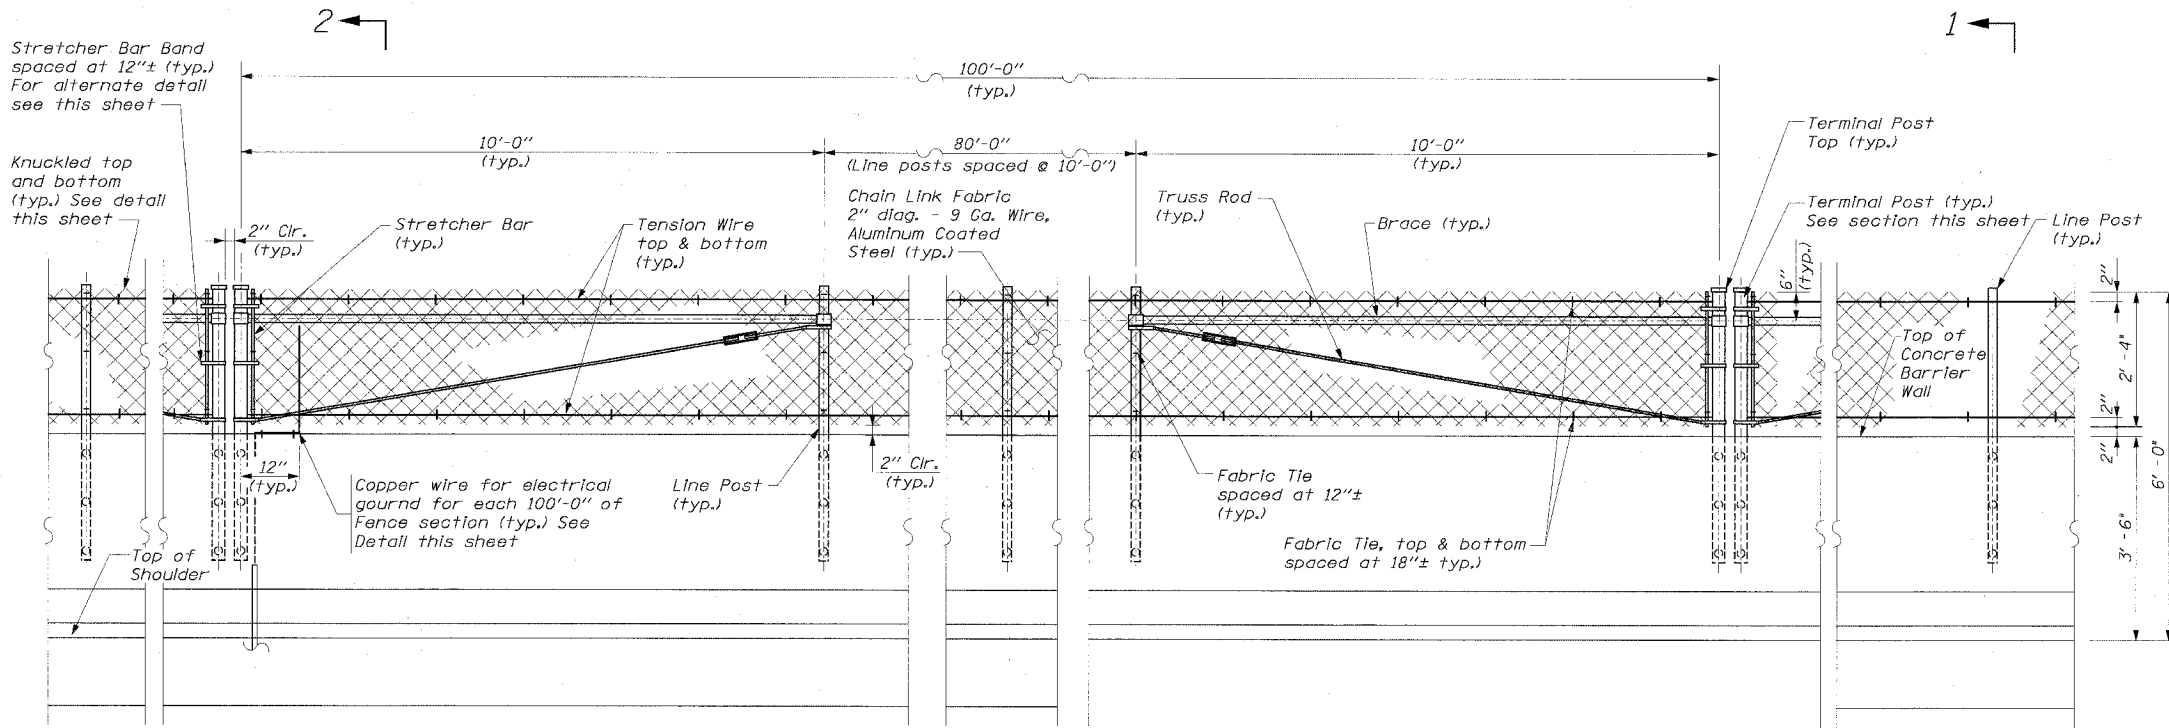 2
1
Stretcher Bar Band
spaced at 12"± (typ.)
For alternate detail
see this sheet
100'-0"
(typ.)
10'-0"
(typ.)
80'-0"
(Line posts spaced @ 10'-0")
10'-0"
(typ.)
Terminal Post
Top (typ.)
Knuckled top
and bottom
(typ.) See detail
this sheet
2" Clr.
(typ.)
Stretcher Bar
(typ.)
Tension Wire
top & bottom
(typ.)
Chain Link Fabric
2" diag. - 9 Ga. Wire,
Aluminum Coated
Steel (typ.)
Truss Rod
(typ.)
Brace (typ.)
Terminal Post (typ.)
See section this sheet
Line Post
(typ.)
6"
(typ.)
2"
2'-4"
2"
2"
3'-6"
6'-0"
Top of
Concrete
Barrier
Wall
12"
(typ.)
Copper wire for electrical
gournd for each 100'-0" of
Fence section (typ.) See
Detail this sheet
Line Post
(typ.)
2" Clr.
(typ.)
Fabric Tie
spaced at 12"±
(typ.)
Fabric Tie, top & bottom
spaced at 18"± typ.)
Top of
Shoulder